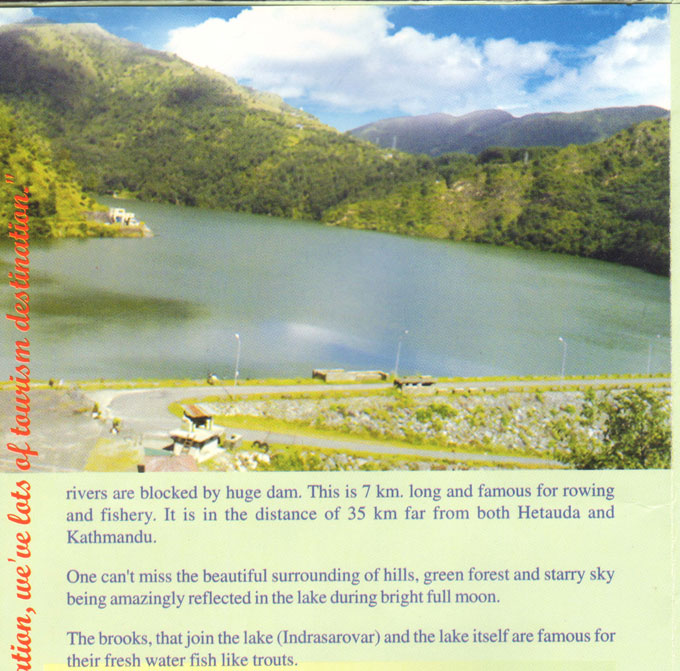 ation, we've lots of tourism destination."
rivers are blocked by huge dam. This is 7 km. long and famous for rowing
and fishery. It is in the distance of 35 km far from both Hetauda and
Kathmandu.
One can't miss the beautiful surrounding of hills, green forest and starry sky
being amazingly reflected in the lake during bright full moon.
The brooks, that join the lake (Indrasarovar) and the lake itself are famous for
their fresh water fish like trouts.